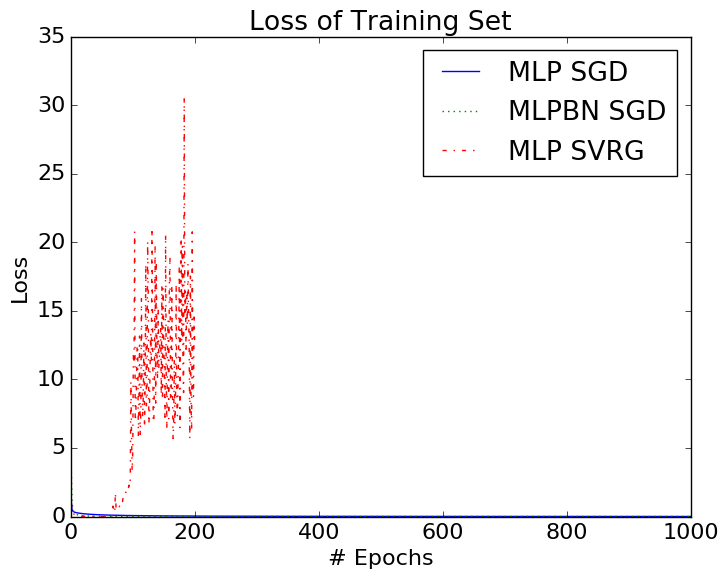 Loss of Training Set
35
30
25
20
15
10
5
0
Loss
MLP SGD
MLPBN SGD
MLP SVRG
0 200 400 600 800 1000
# Epochs